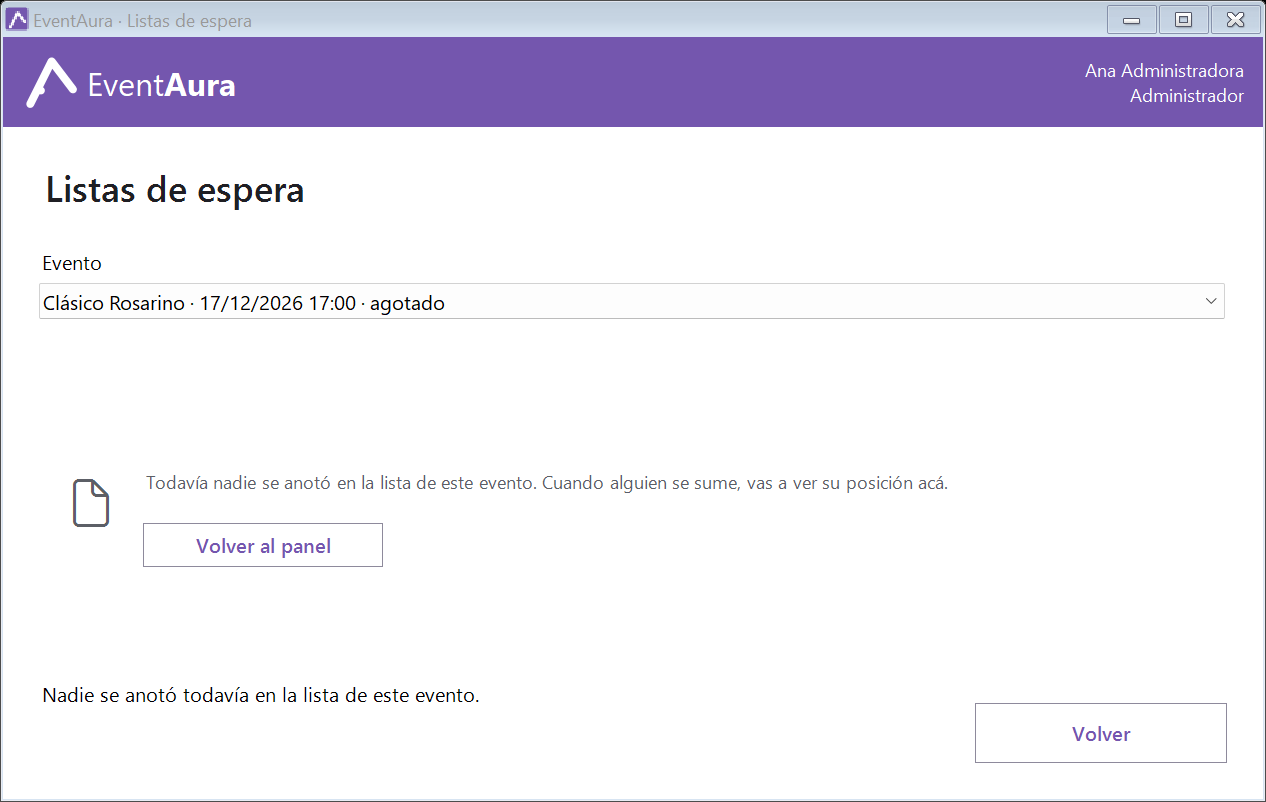 EventAura · Listas de espera
EventAura
Ana Administradora
Administrador
Listas de espera
Evento
Clásico Rosarino · 17/12/2026 17:00 · agotado
Todavía nadie se anotó en la lista de este evento. Cuando alguien se sume, vas a ver su posición acá.
Volver al panel
Nadie se anotó todavía en la lista de este evento.
Volver